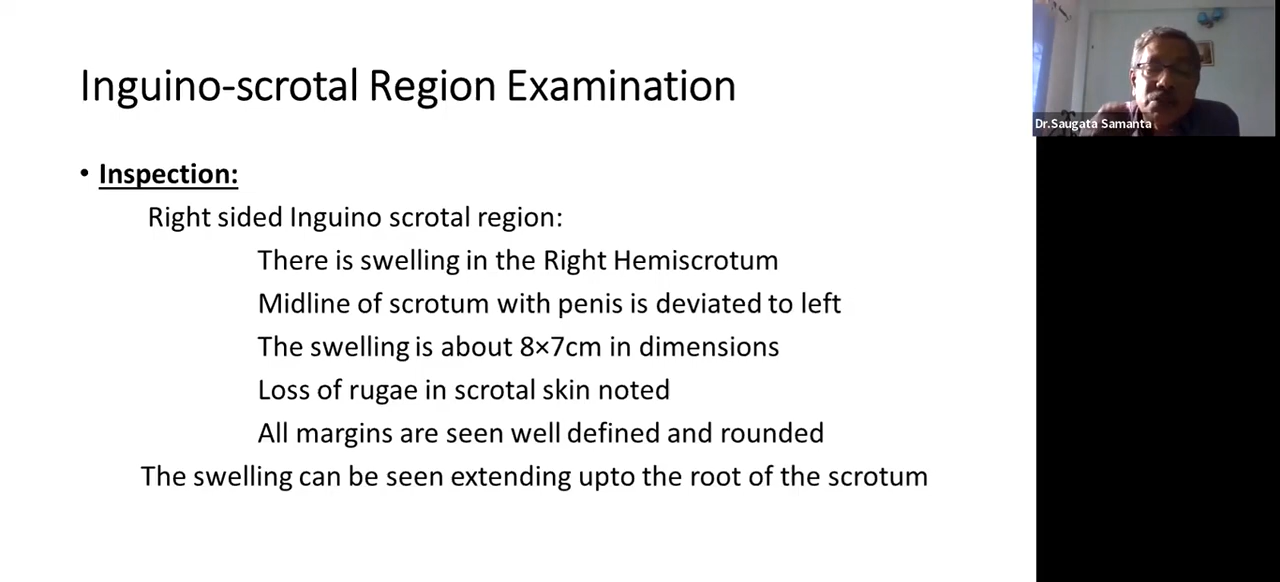 Inguino-scrotal Region Examination
• Inspection:
Right sided Inguino scrotal region:
There is swelling in the Right Hemiscrotum
Midline of scrotum with penis is deviated to left
The swelling is about 8×7cm in dimensions
Loss of rugae in scrotal skin noted
All margins are seen well defined and rounded
The swelling can be seen extending upto the root of the scrotum
Dr.Saugata Samanta